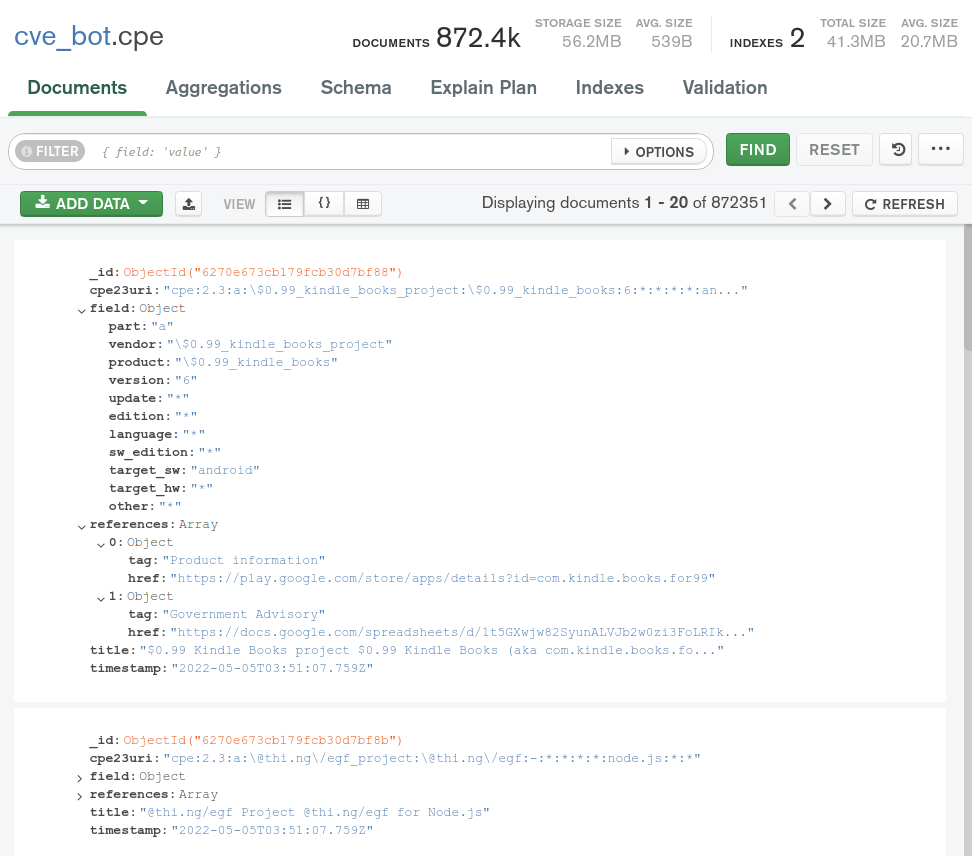 cve_bot.cpe
DOCUMENTS 872.4k STORAGE SIZE 56.2MB AVG. SIZE 539B INDEXES 2 TOTAL SIZE 41.3MB AVG. SIZE 20.7MB
Documents Aggregations Schema Explain Plan Indexes Validation
FILTER { field: 'value' } OPTIONS FIND RESET
ADD DATA VIEW {} Displaying documents 1 - 20 of 872351 REFRESH
_id: ObjectId("6270e673cb179fcb30d7bf88")
cpe23uri: "cpe:2.3:a:\$0.99_kindle_books_project:\$0.99_kindle_books:6:*:*:*:*:an..."
field: Object
part: "a"
vendor: "\$0.99_kindle_books_project"
product: "\$0.99_kindle_books"
version: "6"
update: "*"
edition: "*"
language: "*"
sw_edition: "*"
target_sw: "android"
target_hw: "*"
other: "*"
references: Array
0: Object
tag: "Product information"
href: "https://play.google.com/store/apps/details?id=com.kindle.books.for99"
1: Object
tag: "Government Advisory"
href: "https://docs.google.com/spreadsheets/d/1t5GXwjw82SyunALVJb2w0zi3FoLRIk..."
title: "$0.99 Kindle Books project $0.99 Kindle Books (aka com.kindle.books.fo..."
timestamp: "2022-05-05T03:51:07.759Z"
_id: ObjectId("6270e673cb179fcb30d7bf8b")
cpe23uri: "cpe:2.3:a:\@thi.ng\/egf_project:\@thi.ng\/egf:-:*:*:*:*:node.js:*:*"
field: Object
references: Array
title: "@thi.ng/egf Project @thi.ng/egf for Node.js"
timestamp: "2022-05-05T03:51:07.759Z"